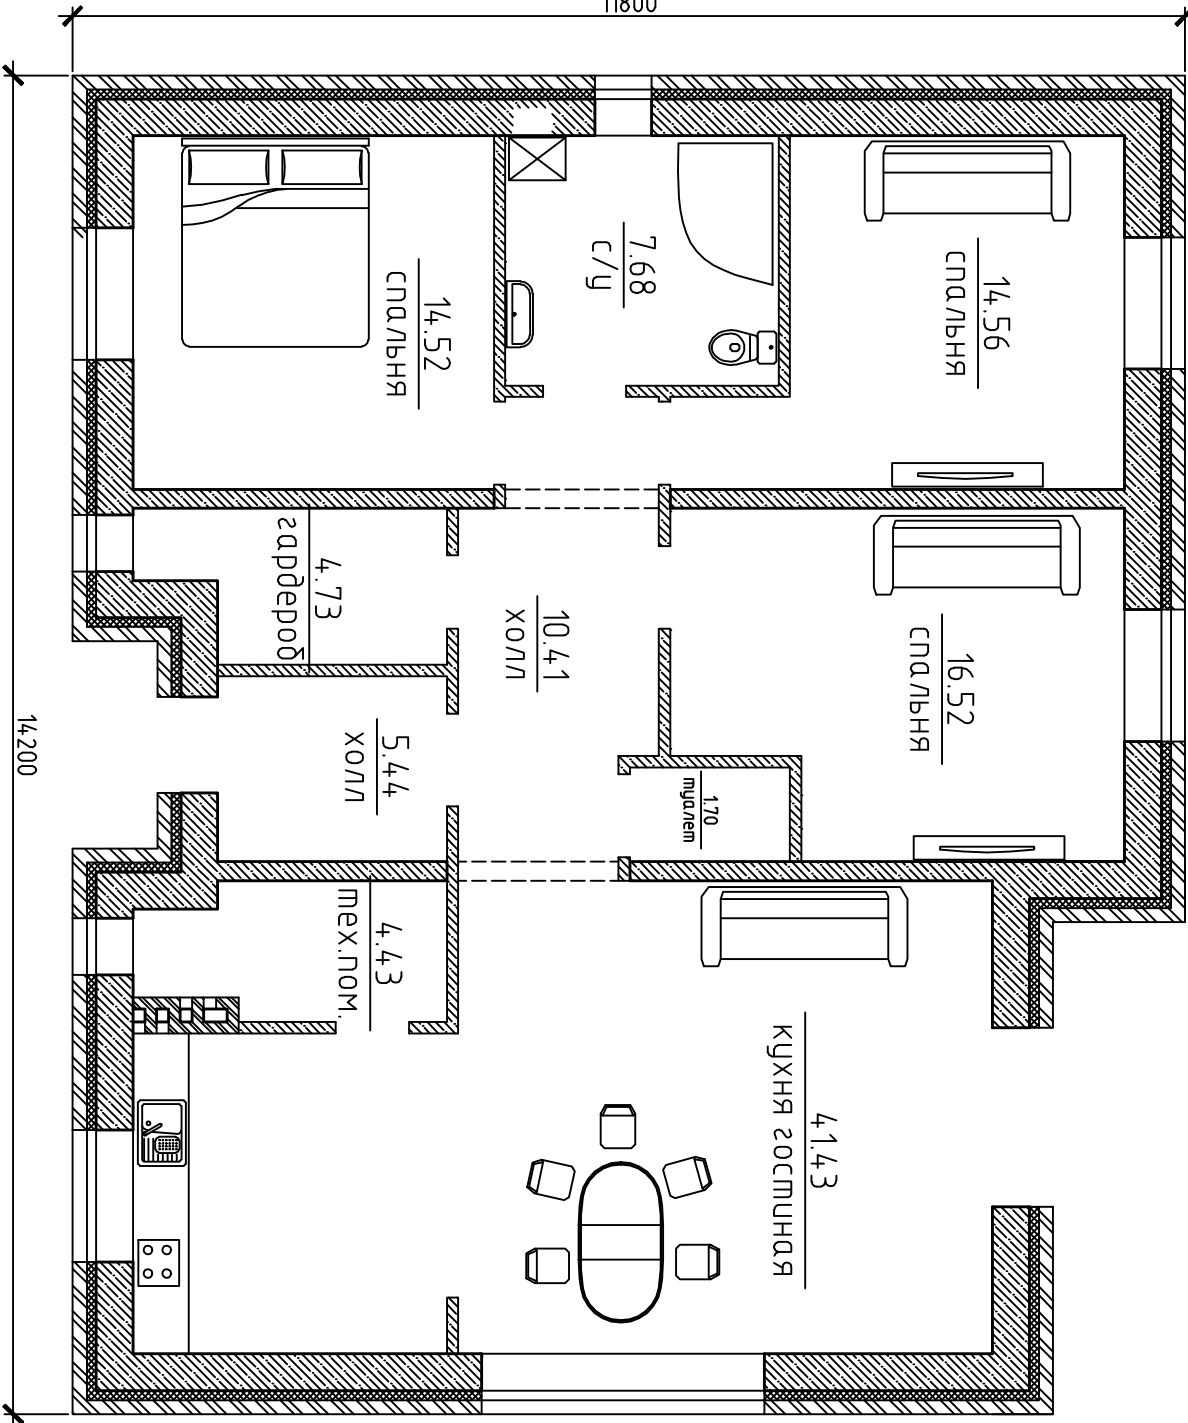 11800
14200
14.52
спальня
7.68
с/у
14.56
спальня
4.73
гардероб
10.41
холл
16.52
спальня
5.44
холл
1.70
туалет
4.43
тех.пом.
41.43
кухня гостиная